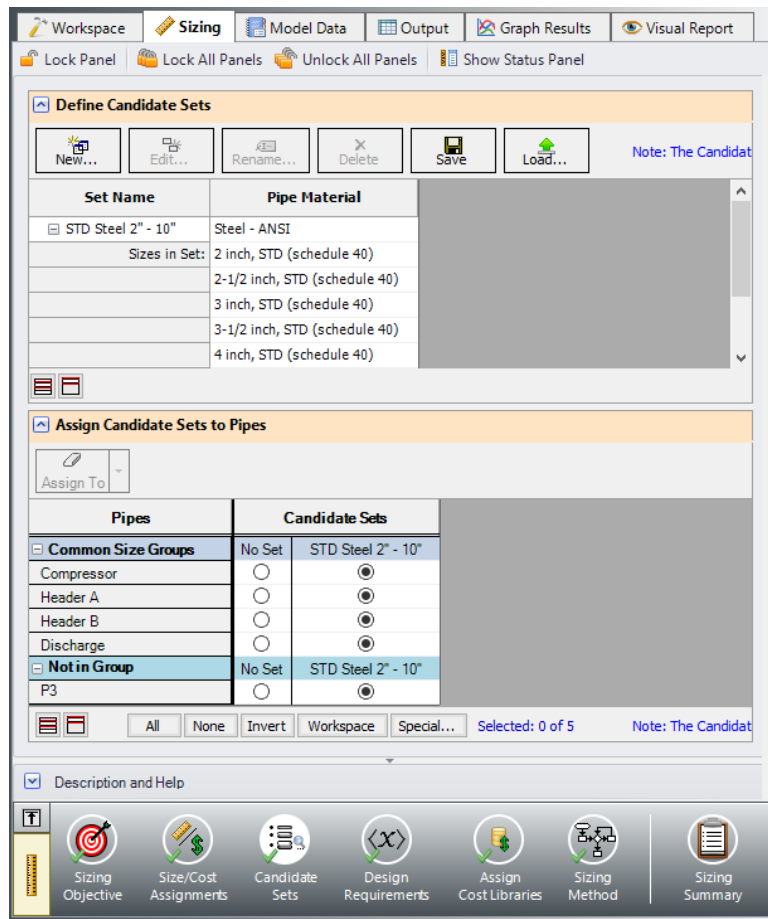 Workspace Sizing Model Data Output Graph Results Visual Report
Lock Panel Lock All Panels Unlock All Panels Show Status Panel
Define Candidate Sets
New... Edit... Rename... Delete Save Load... Note: The Candidat
Set Name Pipe Material
STD Steel 2" - 10" Steel - ANSI
Sizes in Set: 2 inch, STD (schedule 40)
2-1/2 inch, STD (schedule 40)
3 inch, STD (schedule 40)
3-1/2 inch, STD (schedule 40)
4 inch, STD (schedule 40)
Assign Candidate Sets to Pipes
Assign To
Pipes Candidate Sets
Common Size Groups No Set STD Steel 2" - 10"
Compressor
Header A
Header B
Discharge
Not in Group No Set STD Steel 2" - 10"
P3
All None Invert Workspace Special... Selected: 0 of 5 Note: The Candidat
Description and Help
Sizing Objective Size/Cost Assignments Candidate Sets Design Requirements Assign Cost Libraries Sizing Method Sizing Summary